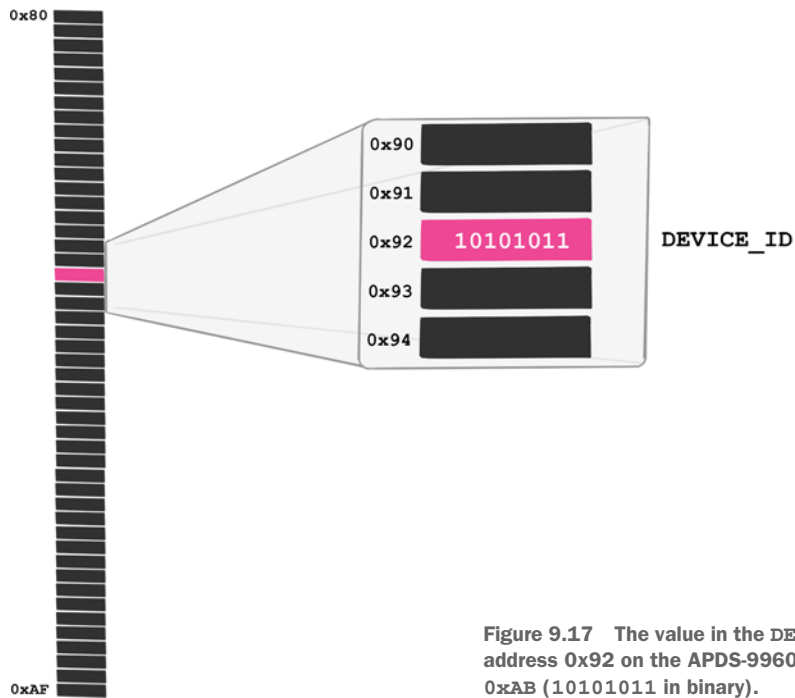 0x80
0x90
0x91
0x92 10101011 DEVICE_ID
0x93
0x94
0xAF
Figure 9.17 The value in the DE
address 0x92 on the APDS-9960
0xAB (10101011 in binary).